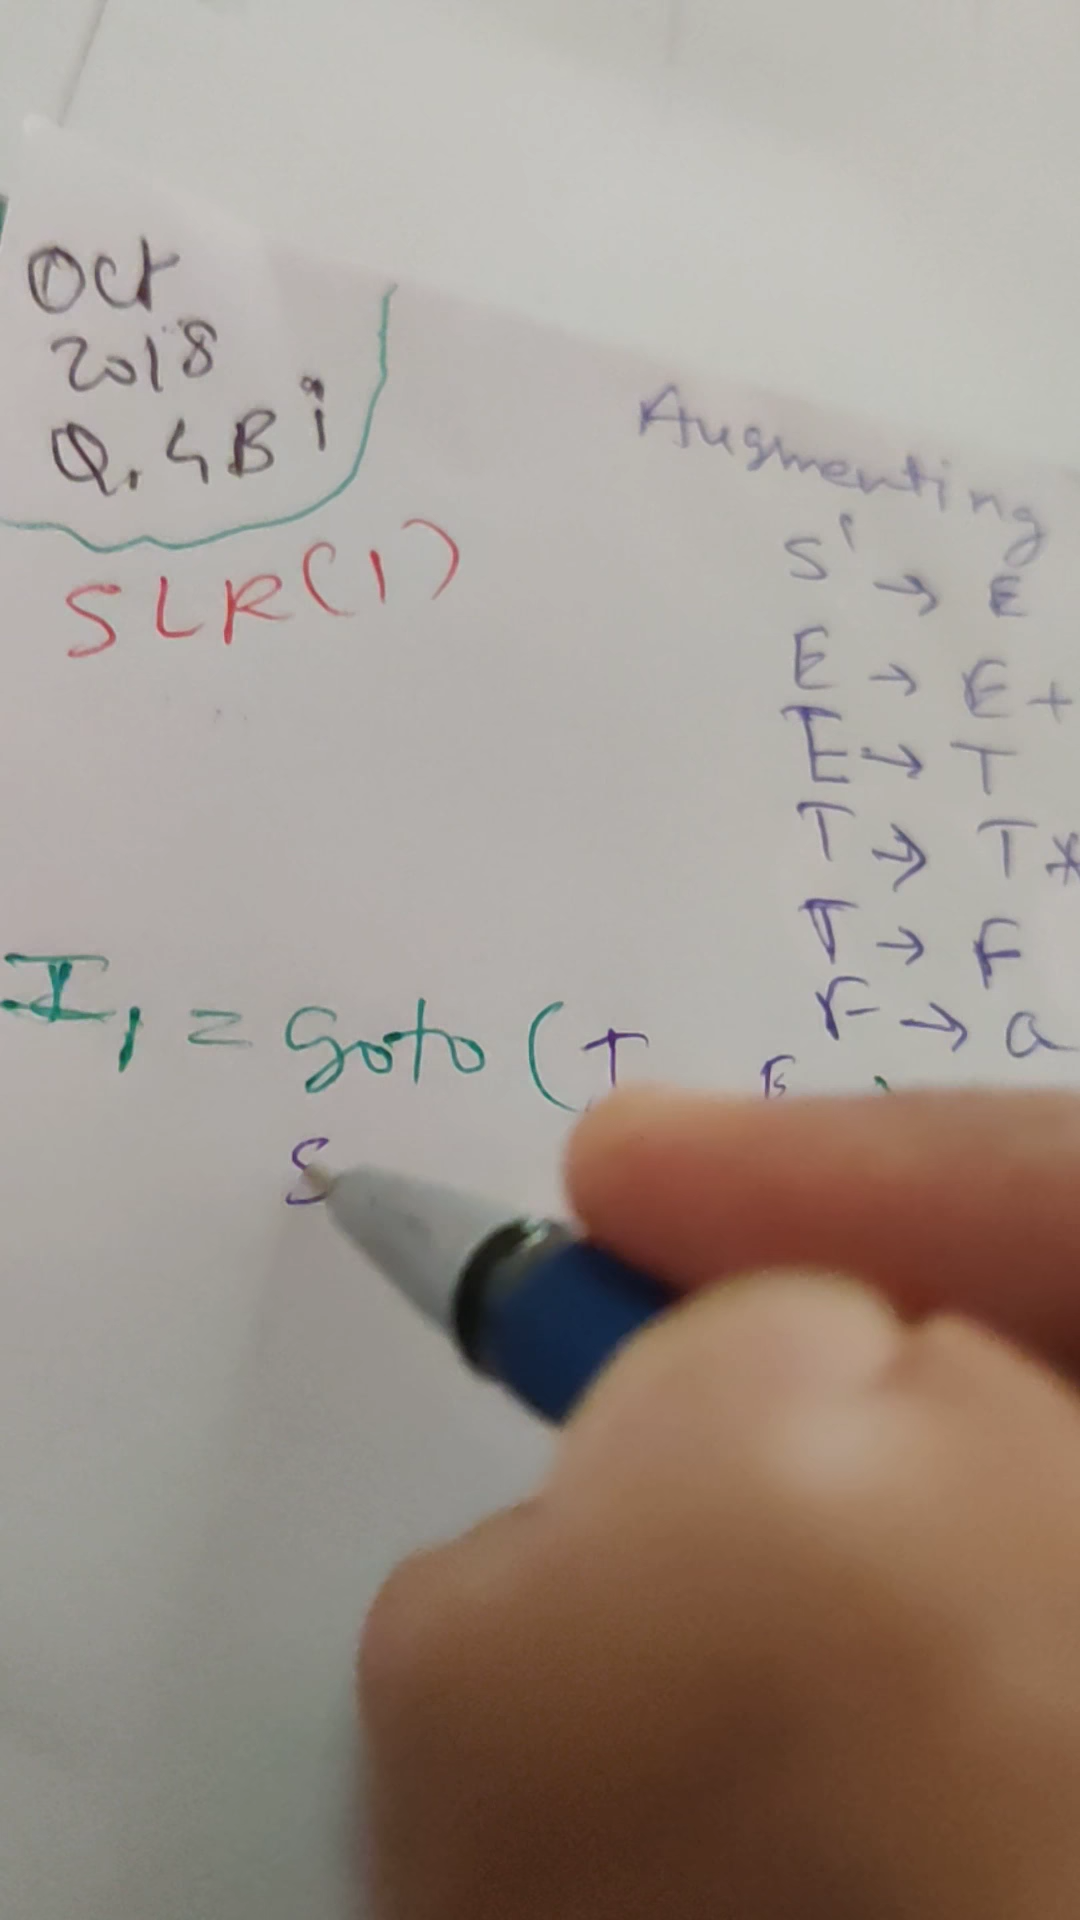 Oct
2018
Q. 4B i
SLR(1)
Augmenting
S' → E
E → E +
E → T
T → T *
T → F
F → a
I₁ = Goto (I E
S